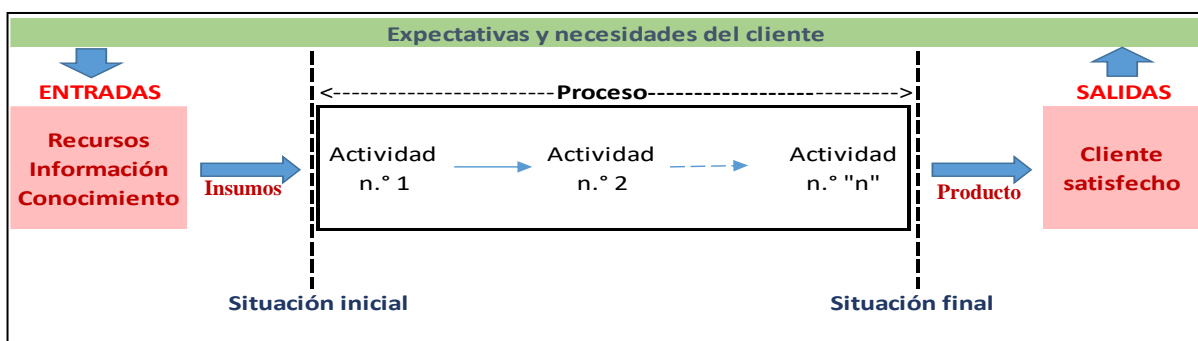 Expectativas y necesidades del cliente
ENTRADAS
<-----------------------Proceso------------------------->
SALIDAS
Recursos
Información
Conocimiento
Insumos
Actividad
n.° 1
Actividad
n.° 2
Actividad
n.° "n"
Producto
Cliente
satisfecho
Situación inicial
Situación final